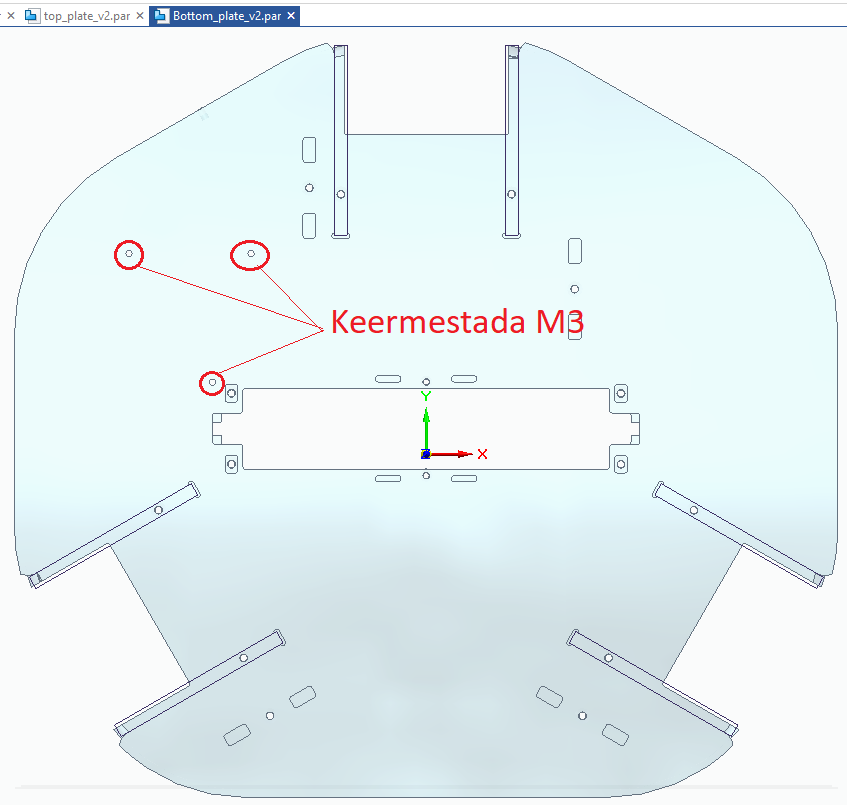 top_plate_v2.par
Bottom_plate_v2.par
Keermestada M3
Y
X